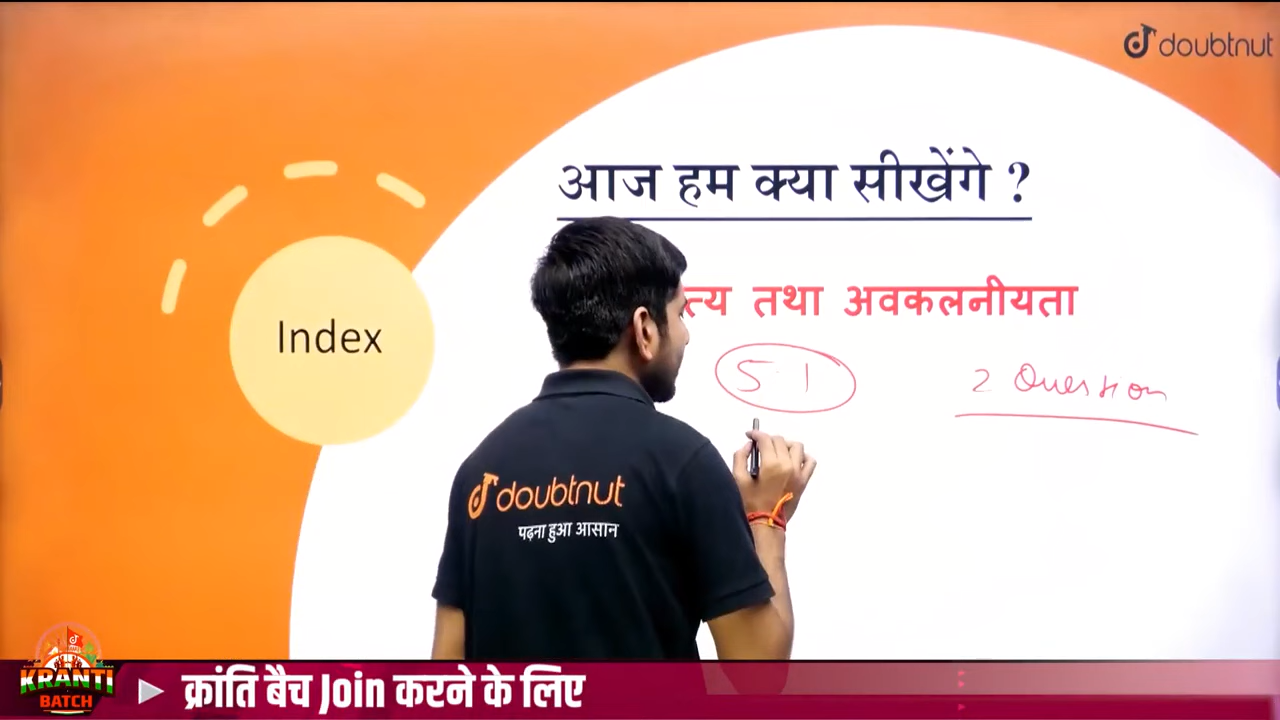 doubtnut
आज हम क्या सीखेंगे ?
तथा अवकलनीयता
Index
5.1
2 Question
doubtnut
पढ़ना हुआ आसान
KRANTI
BATCH
क्रांति बैच Join करने के लिए